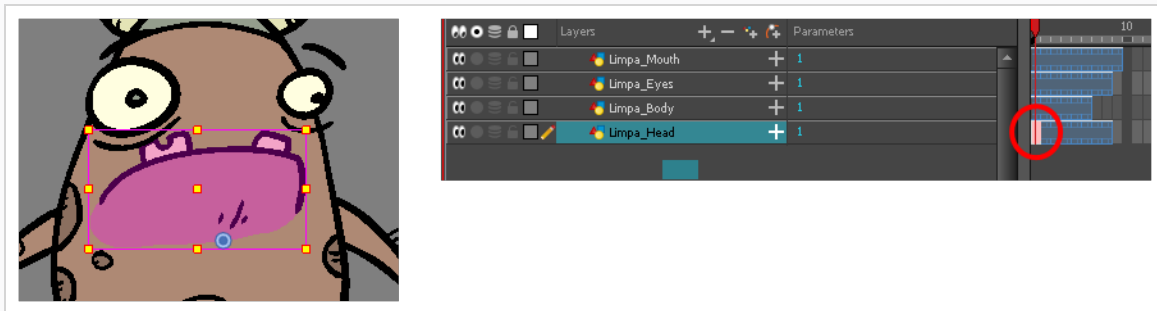 Layers Parameters 10
Limpa_Mouth 1
Limpa_Eyes 1
Limpa_Body 1
Limpa_Head 1